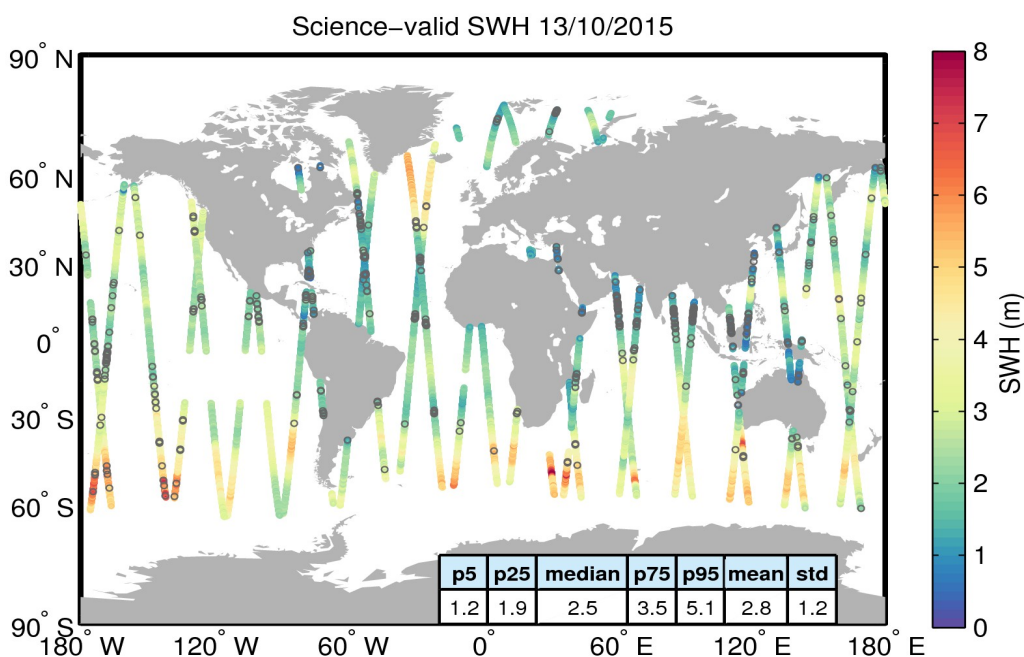 Science−valid SWH 13/10/2015
90° N
60° N
30° N
0°
30° S
60° S
90° S
180° W
120° W
60° W
0°
60° E
120° E
180° E
p5 p25 median p75 p95 mean std
1.2 1.9 2.5 3.5 5.1 2.8 1.2
8
7
6
5
4
3
2
1
0
SWH (m)